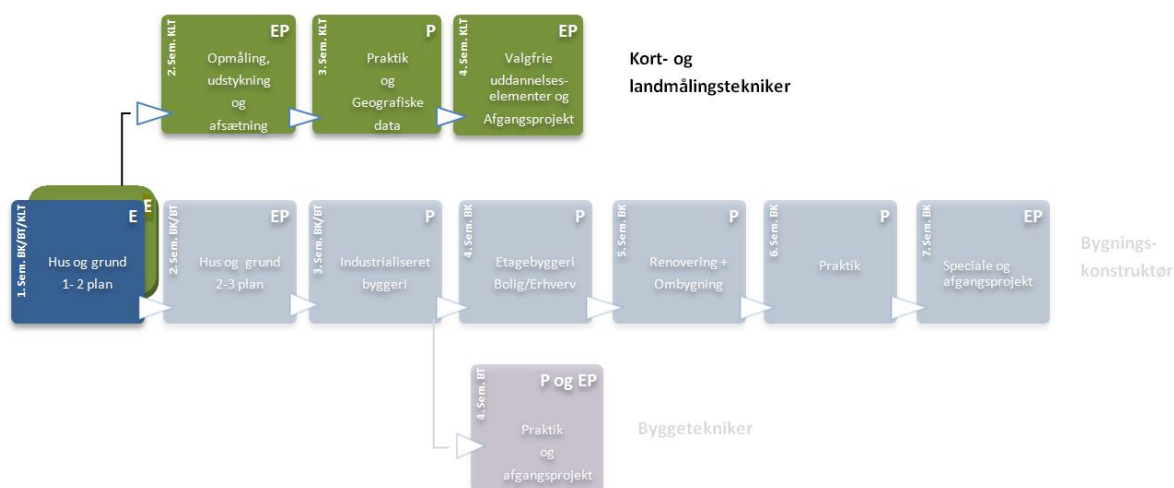 2. Sem. KLT
EP
Opmåling,
udstykning
og
afsætning
3. Sem. KLT
P
Praktik
og
Geografiske
data
4. Sem. KLT
EP
Valgfrie
uddannelses-
elementer og
Afgangsprojekt
Kort- og
landmålingstekniker
E
1. Sem. BK/BT/KLT
E
Hus og grund
1- 2 plan
2. Sem. BK/BT
EP
Hus og grund
2-3 plan
3. Sem. BK/BT
P
Industrialiseret
byggeri
4. Sem. BK
P
Etagebyggeri
Bolig/Erhverv
5. Sem. BK
P
Renovering +
Ombygning
6. Sem. BK
P
Praktik
7. Sem. BK
EP
Speciale og
afgangsprojekt
Bygnings-
konstruktør
4. Sem. BT
P og EP
Praktik
og
afgangsprojekt
Byggetekniker